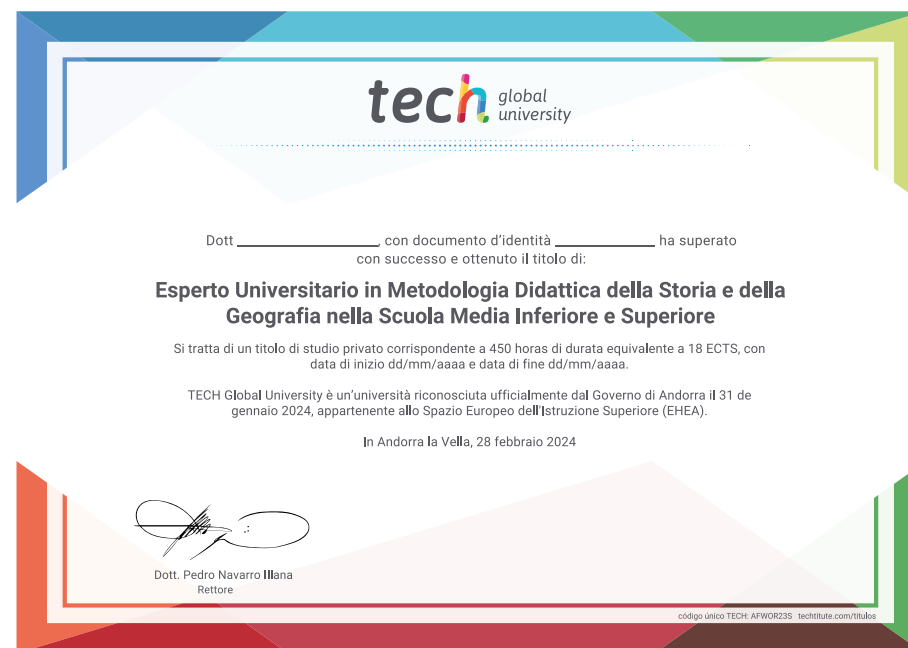 tech global university
Dott ________________, con documento d'identità ____________ ha superato
con successo e ottenuto il titolo di:
Esperto Universitario in Metodologia Didattica della Storia e della
Geografia nella Scuola Media Inferiore e Superiore
Si tratta di un titolo di studio privato corrispondente a 450 horas di durata equivalente a 18 ECTS, con
data di inizio dd/mm/aaaa e data di fine dd/mm/aaaa.
TECH Global University è un'università riconosciuta ufficialmente dal Governo di Andorra il 31 de
gennaio 2024, appartenente allo Spazio Europeo dell'Istruzione Superiore (EHEA).
In Andorra la Vella, 28 febbraio 2024
Dott. Pedro Navarro Illana
Rettore
código único TECH: AFWOR23S techtitute.com/titulos